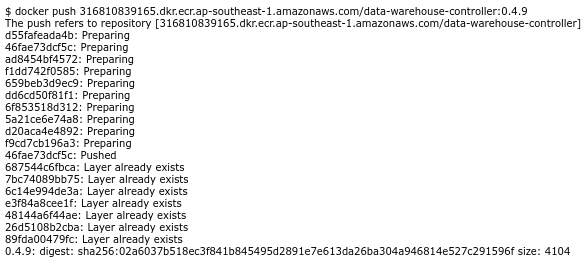 $ docker push 316810839165.dkr.ecr.ap-southeast-1.amazonaws.com/data-warehouse-controller:0.4.9
The push refers to repository [316810839165.dkr.ecr.ap-southeast-1.amazonaws.com/data-warehouse-controller]
d55fafeada4b: Preparing
46fae73dcf5c: Preparing
ad8454bf4572: Preparing
f1dd742f0585: Preparing
659beb3d9ec9: Preparing
dd6cd50f81f1: Preparing
6f853518d312: Preparing
5a21ce6e74a8: Preparing
d20aca4e4892: Preparing
f9cd7cb196a3: Preparing
46fae73dcf5c: Pushed
687544c6fbca: Layer already exists
7bc74089bb75: Layer already exists
6c14e994de3a: Layer already exists
e3f84a8cee1f: Layer already exists
48144a6f44ae: Layer already exists
26d5108b2cba: Layer already exists
89fda00479fc: Layer already exists
0.4.9: digest: sha256:02a6037b518ec3f841b845495d2891e7e613da26ba304a946814e527c291596f size: 4104